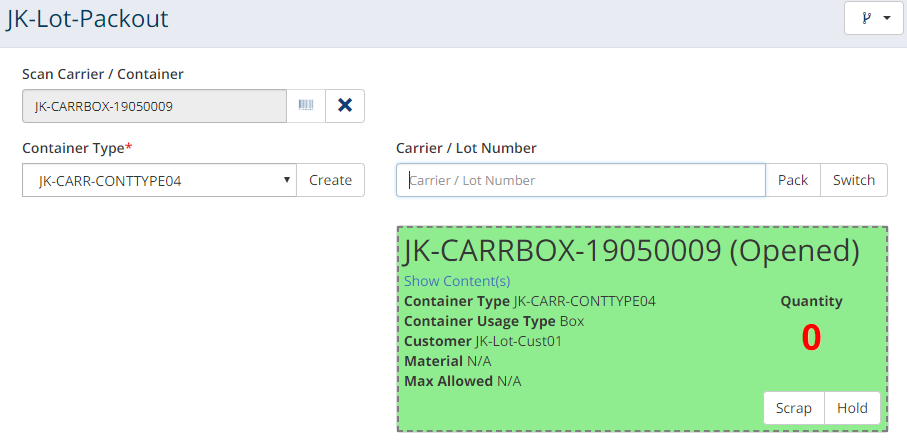 JK-Lot-Packout
Scan Carrier / Container
JK-CARRBOX-19050009
Container Type*
JK-CARR-CONTTYPE04
Create
Carrier / Lot Number
Carrier / Lot Number
Pack
Switch
JK-CARRBOX-19050009 (Opened)
Show Content(s)
Container Type JK-CARR-CONTTYPE04
Container Usage Type Box
Customer JK-Lot-Cust01
Material N/A
Max Allowed N/A
Quantity
0
Scrap
Hold